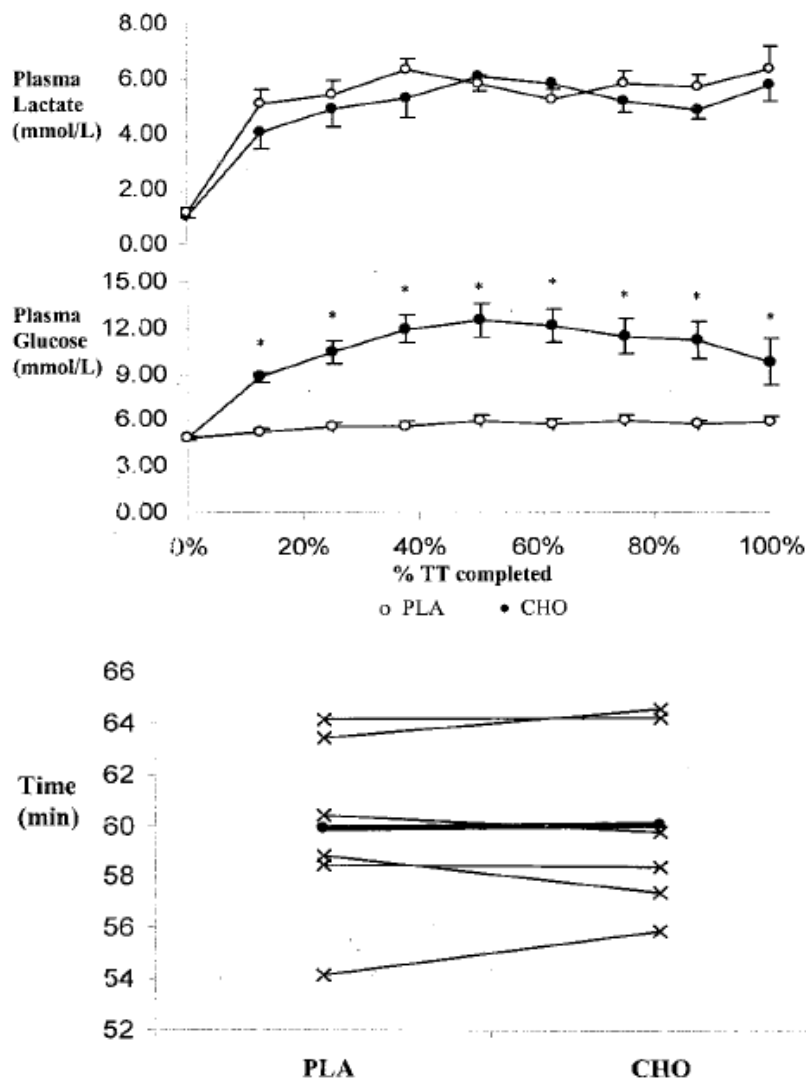 8.00
Plasma
Lactate
(mmol/L)
6.00
4.00
2.00
0.00
15.00
Plasma
Glucose
(mmol/L)
12.00
9.00
6.00
3.00
0.00
* * * * * * * *
0% 20% 40% 60% 80% 100%
% TT completed
o PLA • CHO
66
64
62
Time
(min)
60
58
56
54
52
PLA CHO